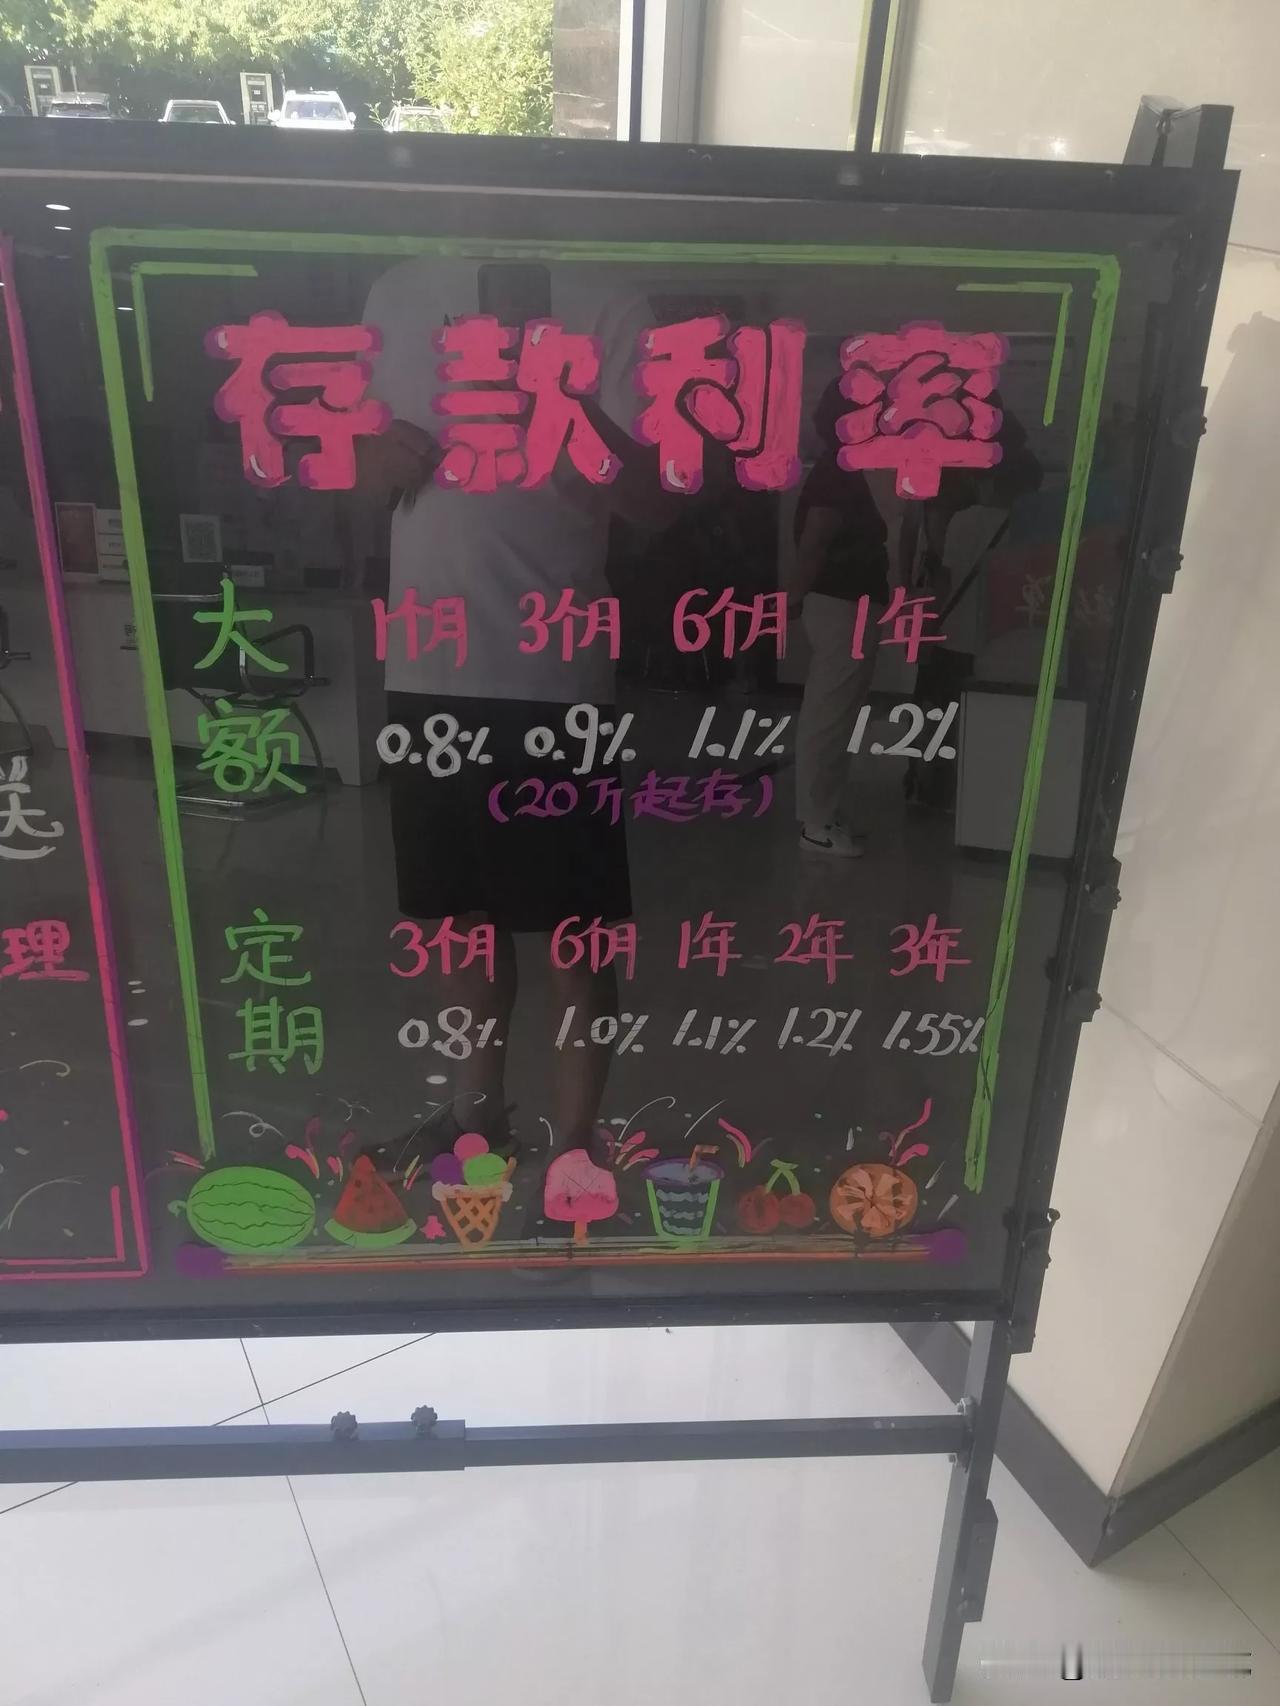 存款利率
大额
1个月 3个月 6个月 1年
0.8% 0.9% 1.1% 1.2%
(20万起存)
定期
3个月 6个月 1年 2年 3年
0.8% 1.0% 1.1% 1.2% 1.55%
送
理